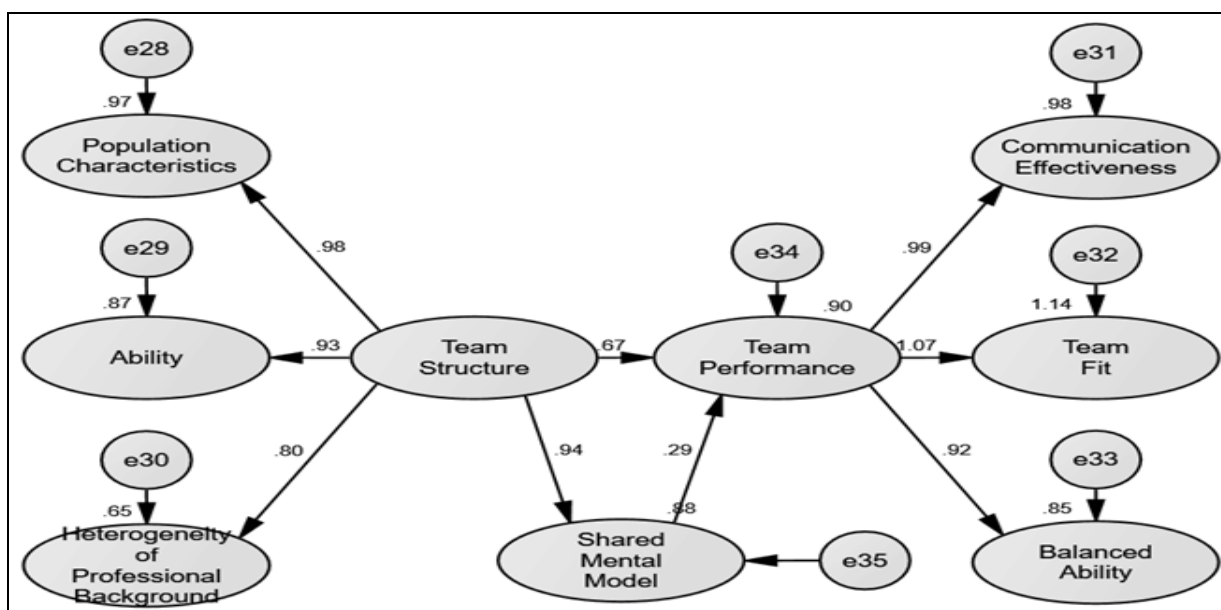 e28
e31
.97
.98
Population
Characteristics
Communication
Effectiveness
e29
.98
e34
.99
e32
.87
.90
1.14
Ability
.93
Team
Structure
.67
Team
Performance
1.07
Team
Fit
e30
.80
.94
.29
.92
e33
.65
.88
.85
Heterogeneity
of
Professional
Background
Shared
Mental
Model
e35
Balanced
Ability